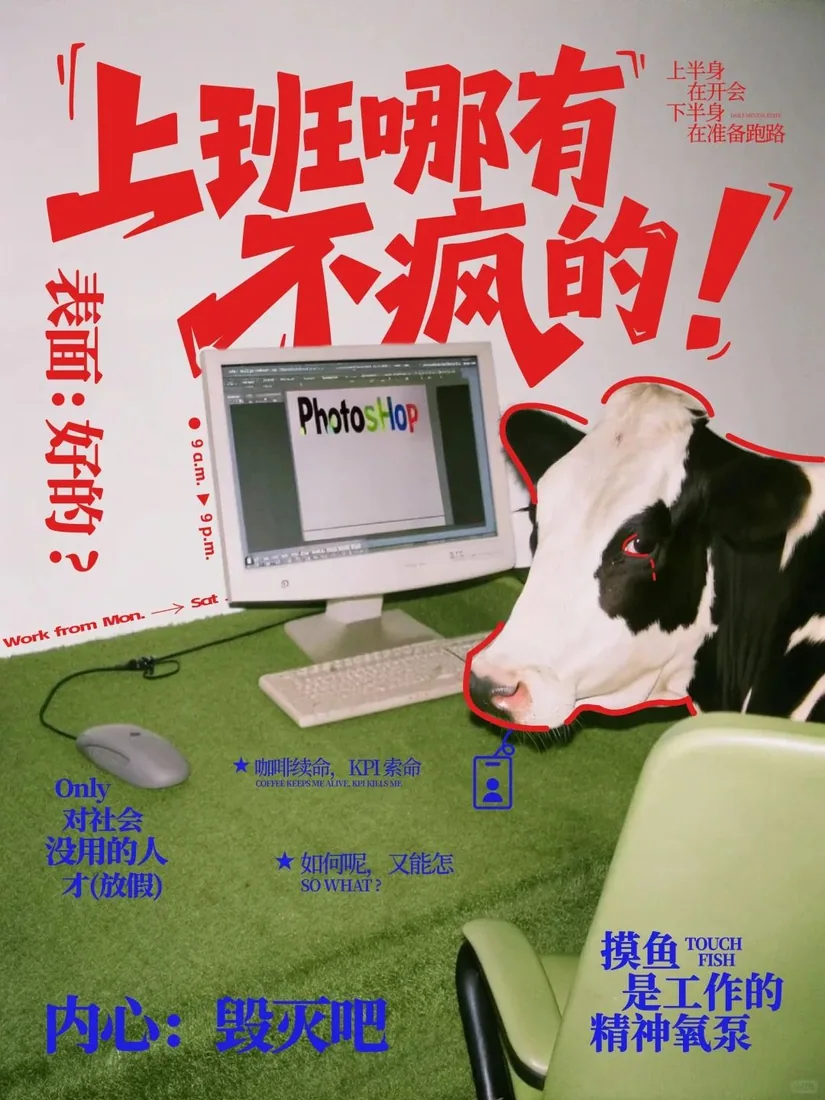 上班哪有
不疯的！
上半身
在开会
下半身
在准备跑路
表面：好的？
PhotosHop
9 a.m. ▶ 9 p.m.
Work from Mon. → Sat.
★ 咖啡续命，KPI 索命
COFFEE KEEPS ME ALIVE, KPI KILLS ME
Only
对社会
没用的人
才(放假)
★ 如何呢，又能怎
SO WHAT ?
摸鱼 TOUCH
FISH
是工作的
精神氧泵
内心：毁灭吧